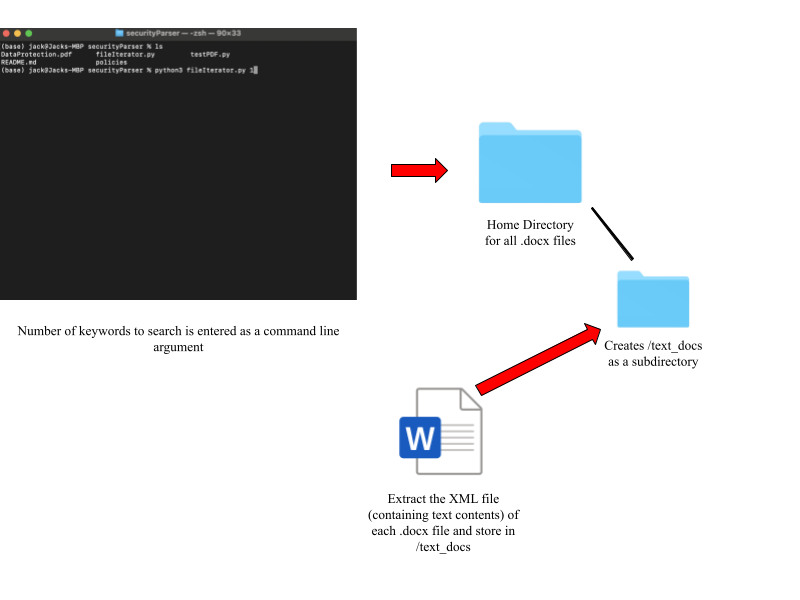 securityParser — -zsh — 90×33
(base) jack@Jacks-MBP securityParser % ls
DataProtection.pdf fileIterator.py testPDF.py
README.md policies
(base) jack@Jacks-MBP securityParser % python3 fileIterator.py 1
Home Directory
for all .docx files
Number of keywords to search is entered as a command line
argument
Creates /text_docs
as a subdirectory
W
Extract the XML file
(containing text contents) of
each .docx file and store in
/text_docs